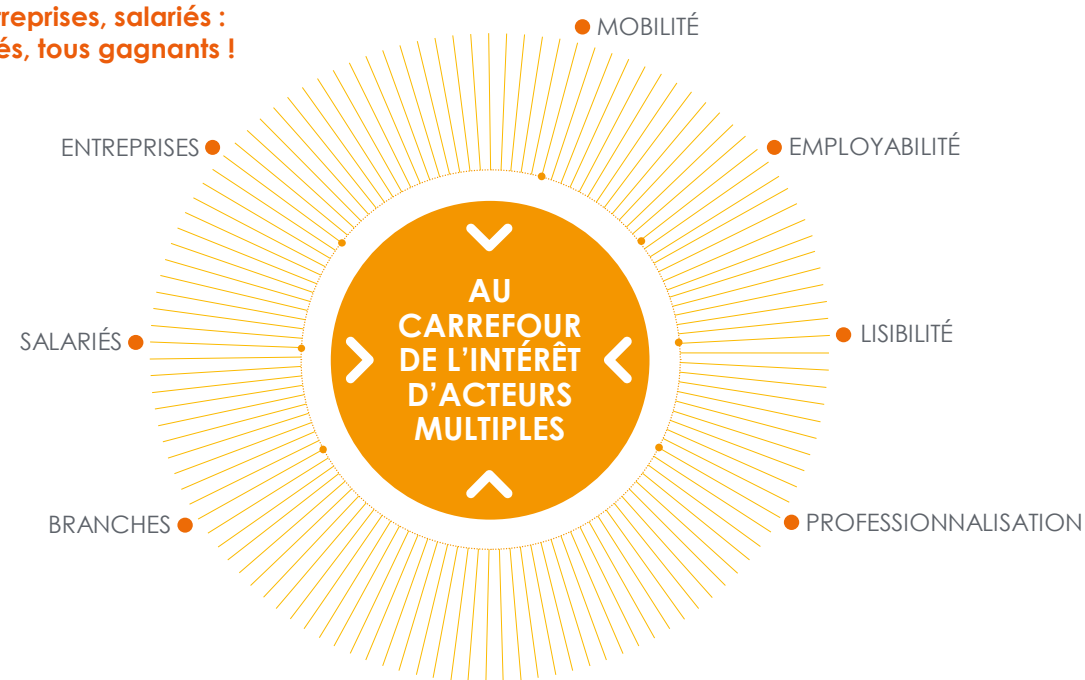 reprises, salariés :
és, tous gagnants !
MOBILITÉ
ENTREPRISES
EMPLOYABILITÉ
AU
CARREFOUR
DE L’INTÉRÊT
D’ACTEURS
MULTIPLES
SALARIÉS
LISIBILITÉ
BRANCHES
PROFESSIONNALISATION